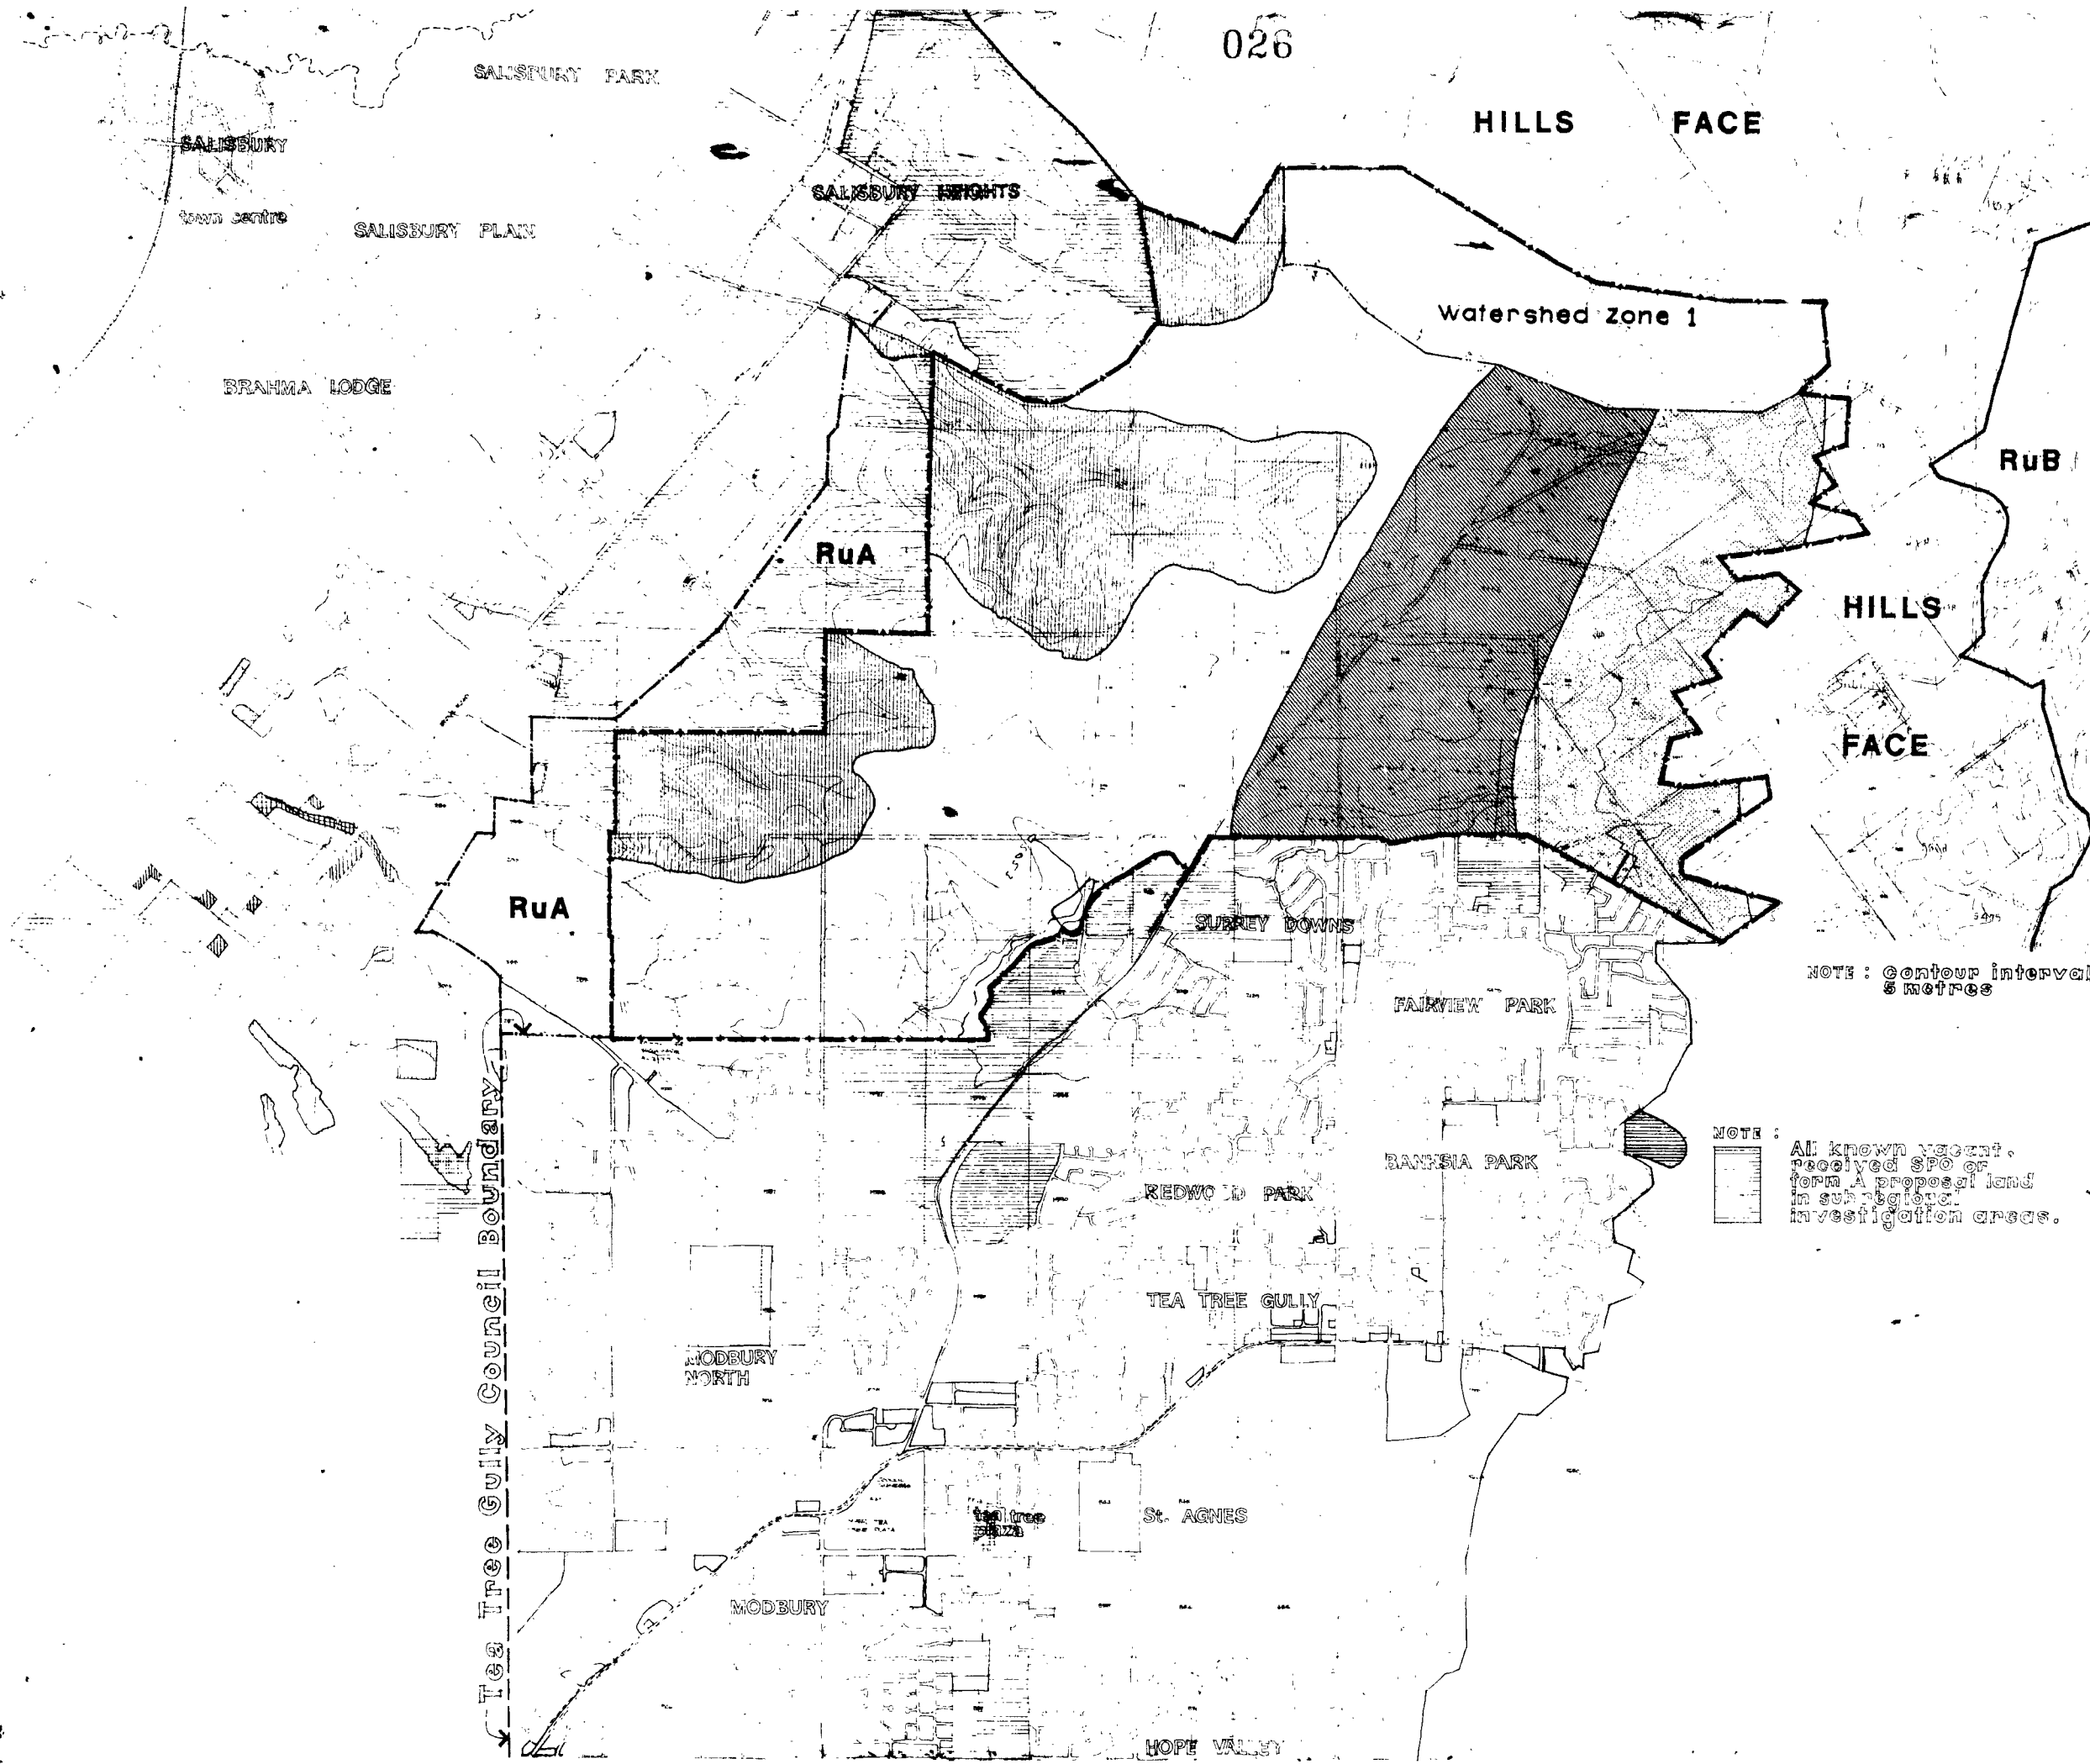 026
SALISBURY PARK
HILLS FACE
SALISBURY
town centre
SALISBURY HEIGHTS
SALISBURY PLAIN
Watershed Zone 1
BRAHMA LODGE
RuB
RuA
HILLS
FACE
RuA
SURREY DOWNS
NOTE : contour interval
5 metres
FAIRVIEW PARK
Tea Tree Gully Council Boundary
NOTE :
All known vacant,
received SPO or
form A proposal land
in sub regional
investigation areas.
BANKSIA PARK
REDWOOD PARK
TEA TREE GULLY
MODBURY
NORTH
tea tree
plaza
St. AGNES
MODBURY
HOPE VALLEY